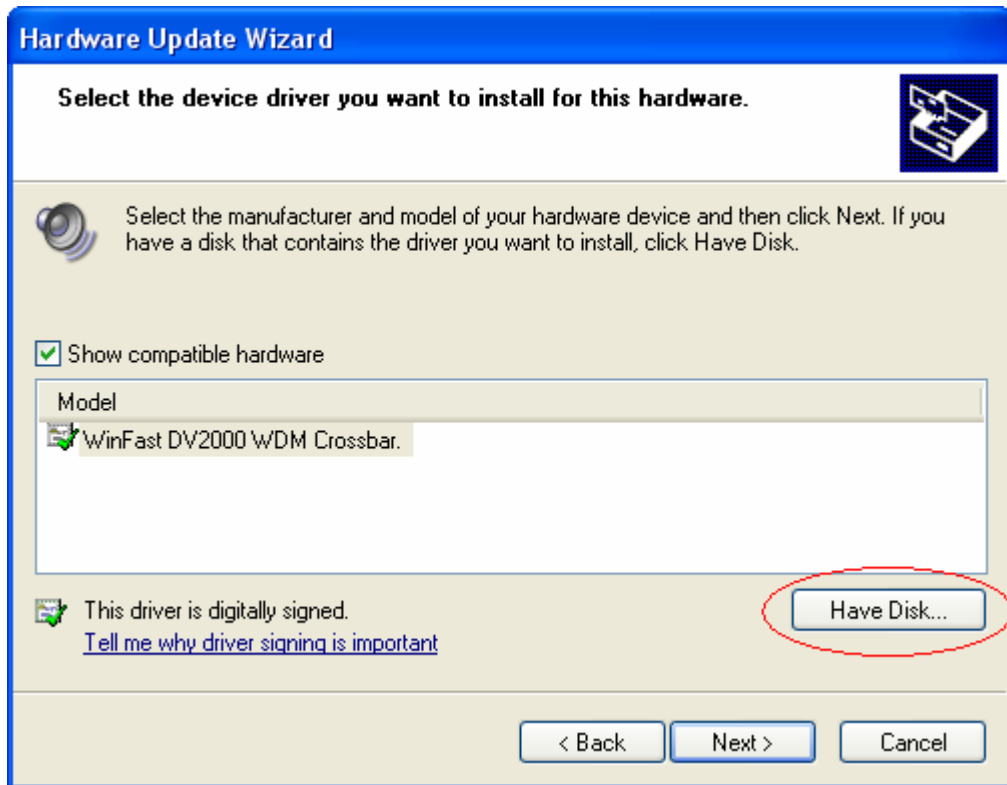 Hardware Update Wizard
Select the device driver you want to install for this hardware.
Select the manufacturer and model of your hardware device and then click Next. If you
have a disk that contains the driver you want to install, click Have Disk.
Show compatible hardware
Model
WinFast DV2000 WDM Crossbar.
This driver is digitally signed.
Have Disk...
Tell me why driver signing is important
< Back
Next >
Cancel